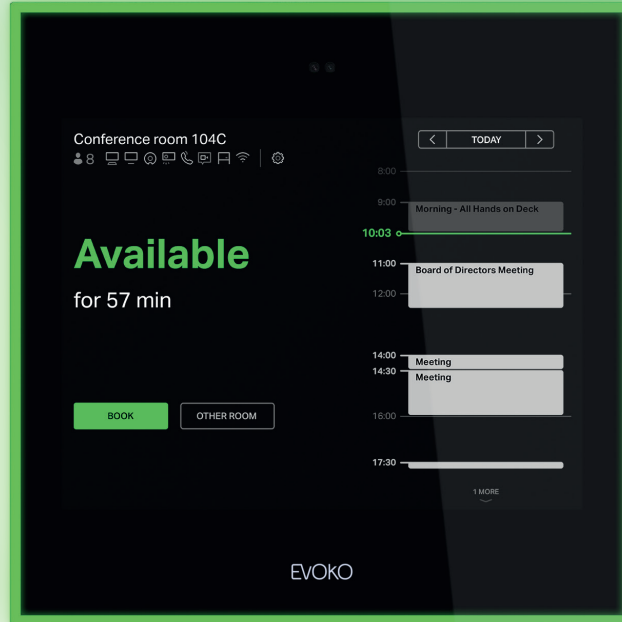 Conference room 104C
8
Available
for 57 min
BOOK
OTHER ROOM
TODAY
8:00
9:00
Morning - All Hands on Deck
10:03
11:00
Board of Directors Meeting
12:00
14:00
Meeting
14:30
Meeting
16:00
17:30
1 MORE
EVOKO